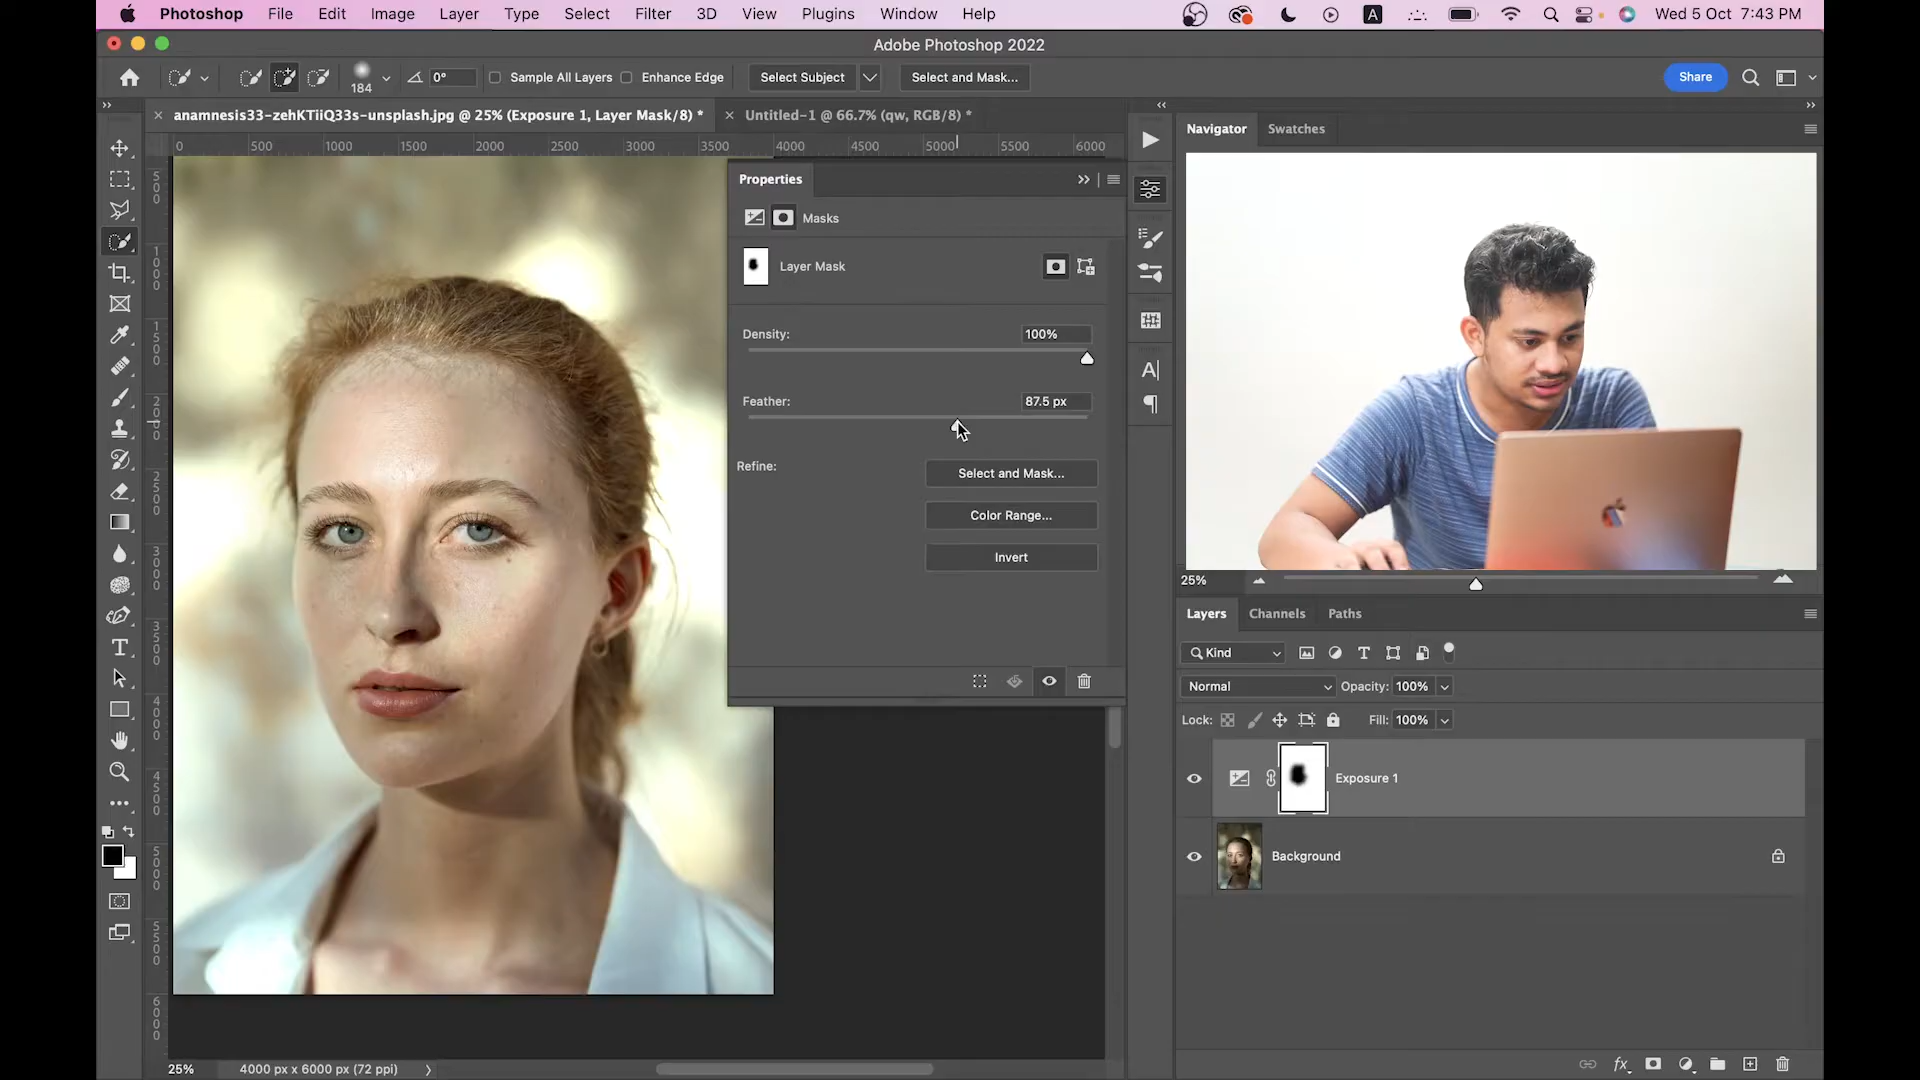 Photoshop File Edit Image Layer Type Select Filter 3D View Plugins Window Help A Wed 5 Oct 7:43 PM
Adobe Photoshop 2022
184 0° Sample All Layers Enhance Edge Select Subject Select and Mask... Share
anamnesis33-zehKTiiQ33s-unsplash.jpg @ 25% (Exposure 1, Layer Mask/8) * Untitled-1 @ 66.7% (qw, RGB/8) *
Navigator Swatches
0 500 1000 1500 2000 2500 3000 3500 4000 4500 5000 5500 6000
500
1000
1500
2000
2500
3000
3500
4000
4500
5000
5500
6000
Properties
Masks
Layer Mask
Density: 100%
Feather: 87.5 px
Refine: Select and Mask...
Color Range...
Invert
25%
Layers Channels Paths
Kind
Normal Opacity: 100%
Lock: Fill: 100%
Exposure 1
Background
25% 4000 px x 6000 px (72 ppi)
fx